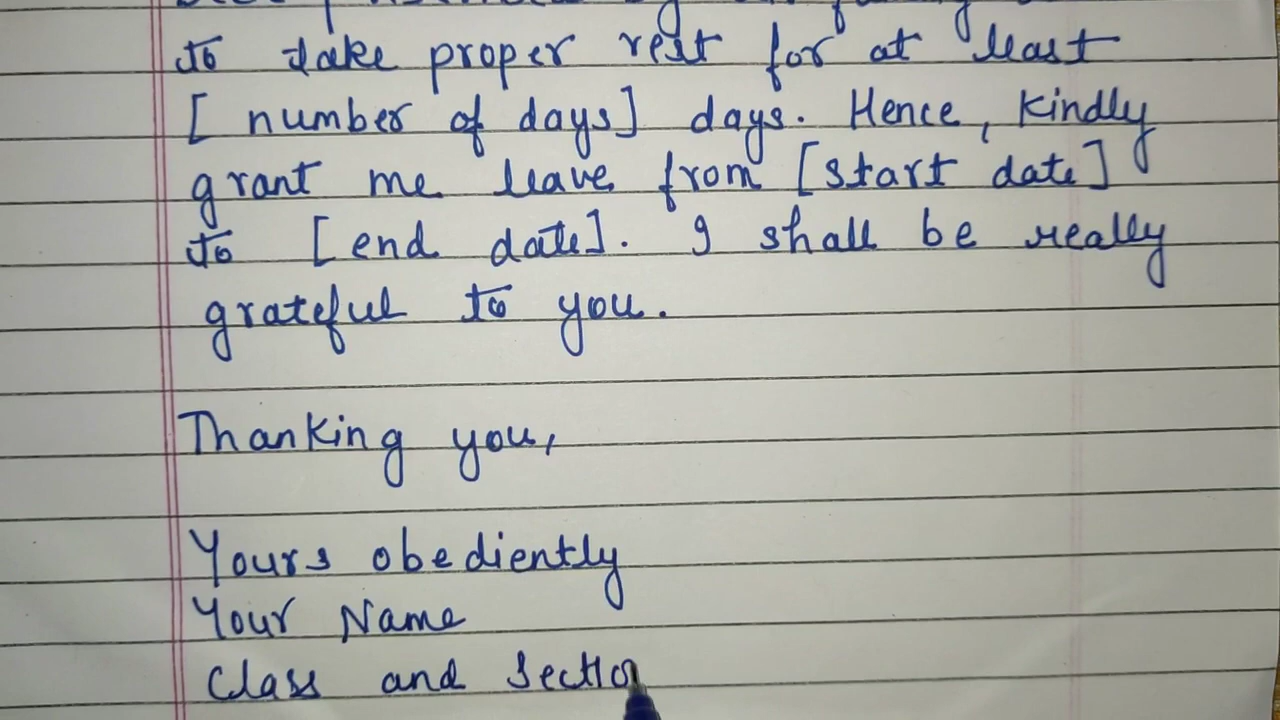 to take proper rest for at least
[ number of days] days. Hence, kindly
grant me leave from [start date]
to [end date]. I shall be really
grateful to you.
Thanking you,
Yours obediently
Your Name
Class and Sectio